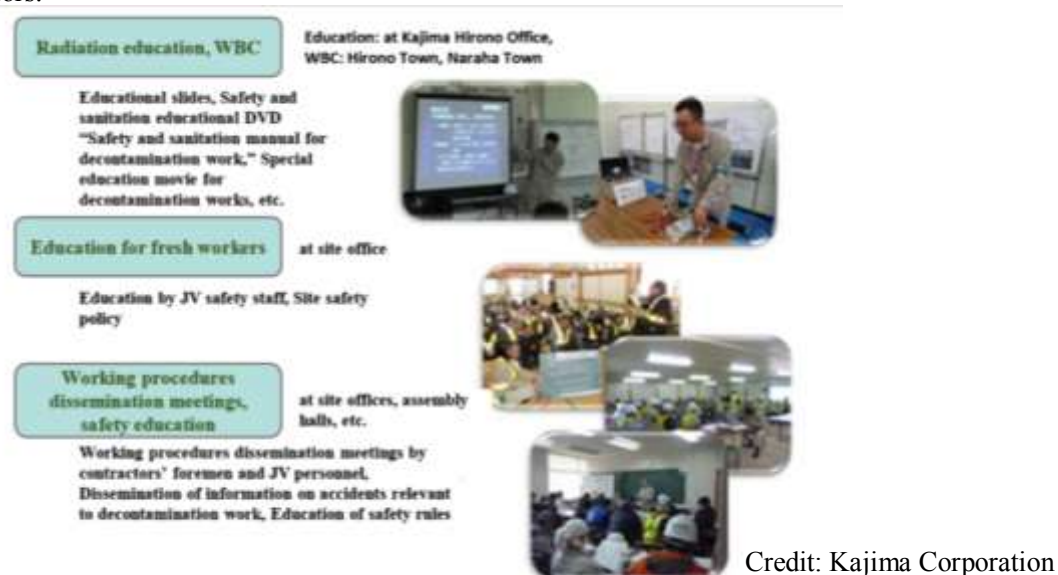 ors.
Radiation education, WBC
Education: at Kajima Hirono Office,
WBC: Hirono Town, Naraha Town
Educational slides, Safety and
sanitation educational DVD
“Safety and sanitation manual for
decontamination work,” Special
education movie for
decontamination works, etc.
Education for fresh workers
at site office
Education by JV safety staff, Site safety
policy
Working procedures
dissemination meetings,
safety education
at site offices, assembly
halls, etc.
Working procedures dissemination meetings by
contractors’ foremen and JV personnel,
Dissemination of information on accidents relevant
to decontamination work, Education of safety rules
Credit: Kajima Corporation